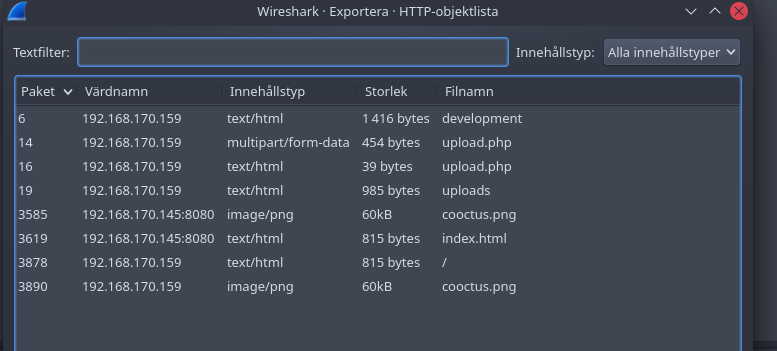 Wireshark · Exportera · HTTP-objektlista
Textfilter: Innehållstyp: Alla innehållstyper
Paket Värdnamn Innehållstyp Storlek Filnamn
6 192.168.170.159 text/html 1 416 bytes development
14 192.168.170.159 multipart/form-data 454 bytes upload.php
16 192.168.170.159 text/html 39 bytes upload.php
19 192.168.170.159 text/html 985 bytes uploads
3585 192.168.170.145:8080 image/png 60kB cooctus.png
3619 192.168.170.145:8080 text/html 815 bytes index.html
3878 192.168.170.159 text/html 815 bytes /
3890 192.168.170.159 image/png 60kB cooctus.png